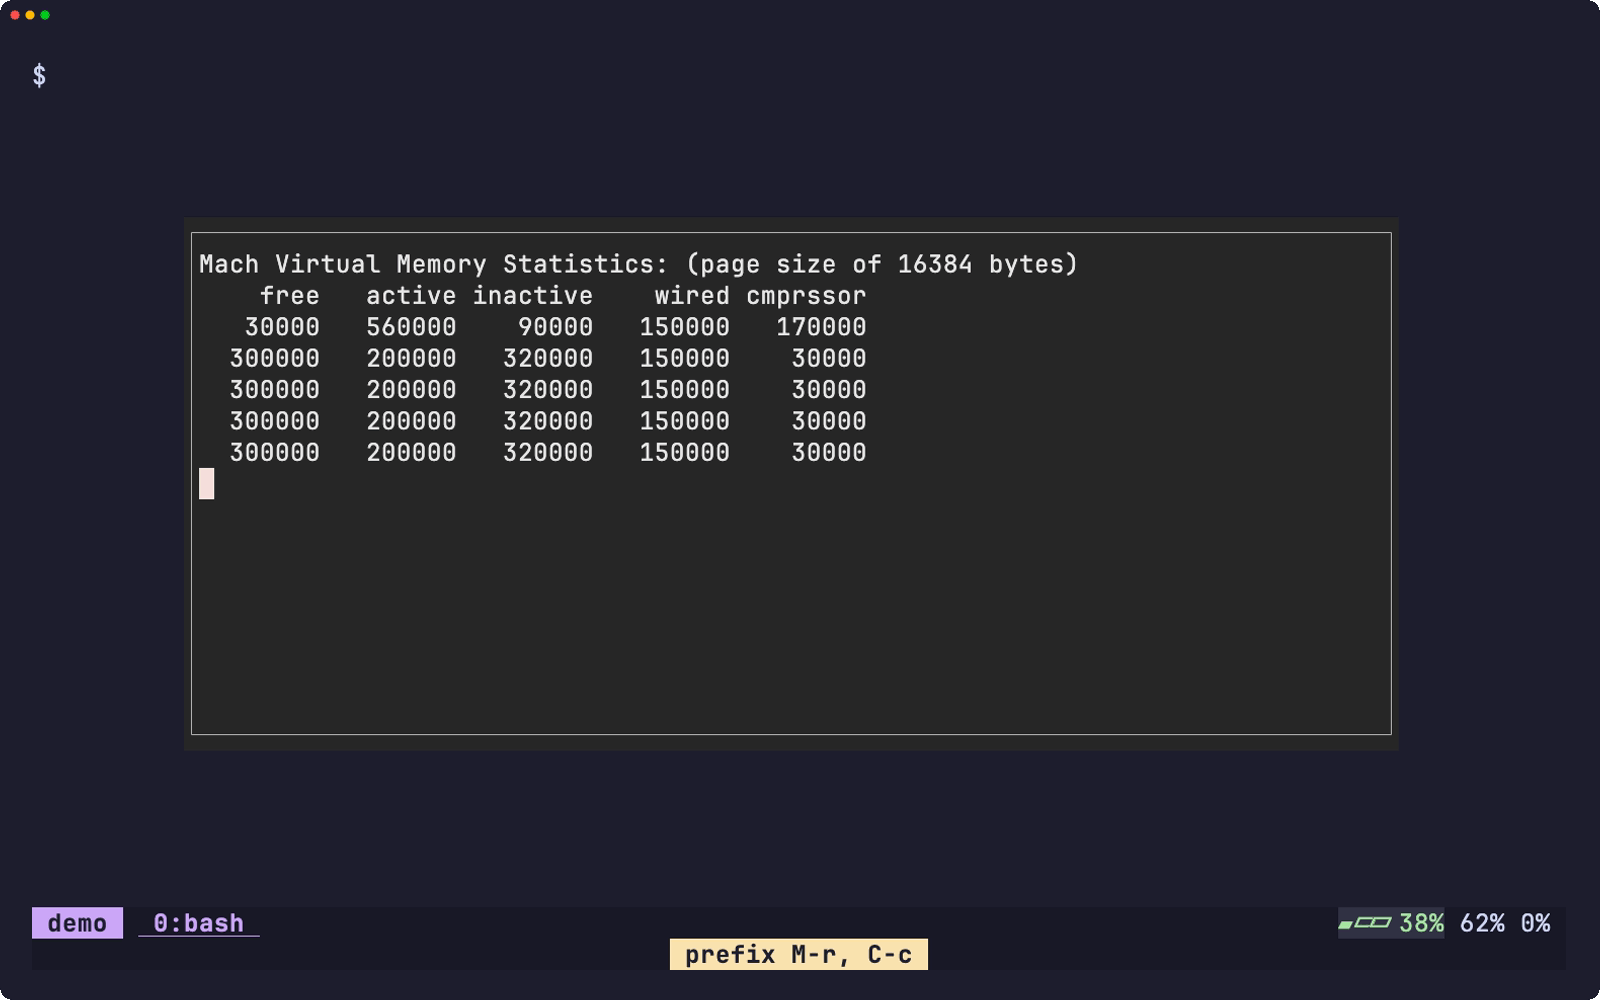 $
Mach Virtual Memory Statistics: (page size of 16384 bytes)
free active inactive wired cmprssor
30000 560000 90000 150000 170000
300000 200000 320000 150000 30000
300000 200000 320000 150000 30000
300000 200000 320000 150000 30000
300000 200000 320000 150000 30000
demo 0:bash 38% 62% 0%
prefix M-r, C-c